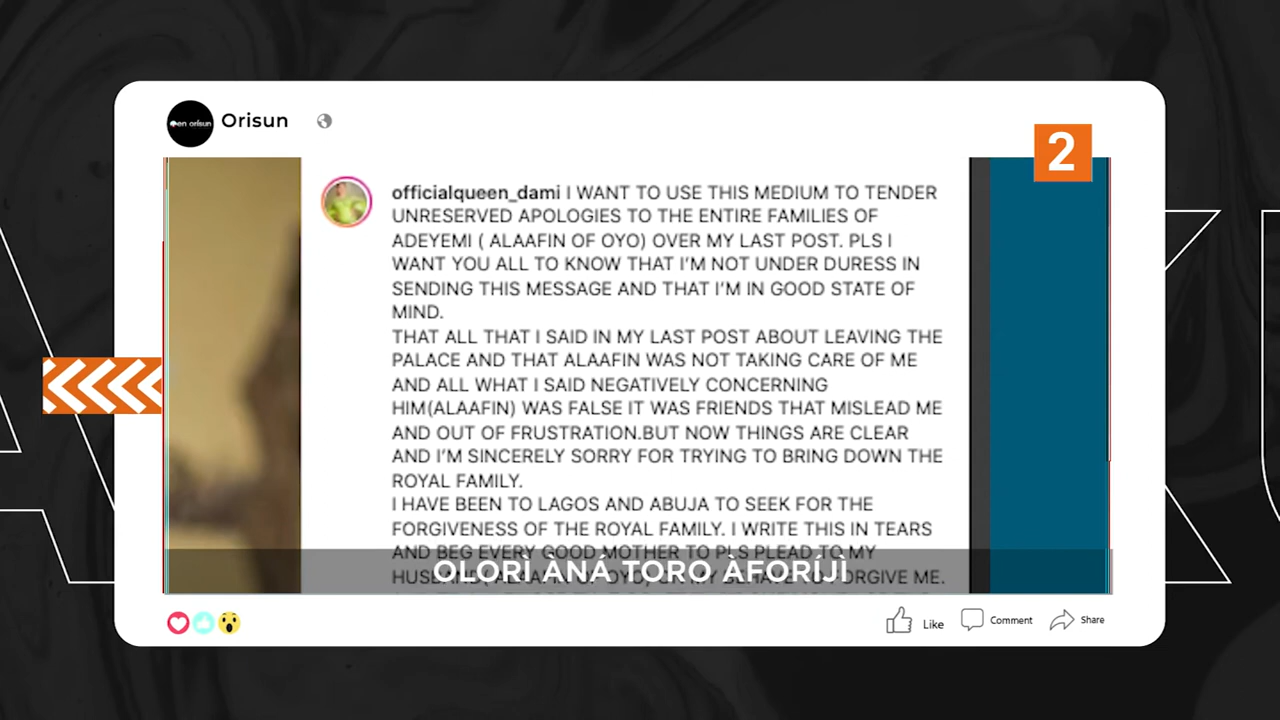 en orísun
Orisun
2
officialqueen_dami I WANT TO USE THIS MEDIUM TO TENDER
UNRESERVED APOLOGIES TO THE ENTIRE FAMILIES OF
ADEYEMI ( ALAAFIN OF OYO) OVER MY LAST POST. PLS I
WANT YOU ALL TO KNOW THAT I'M NOT UNDER DURESS IN
SENDING THIS MESSAGE AND THAT I'M IN GOOD STATE OF
MIND.
THAT ALL THAT I SAID IN MY LAST POST ABOUT LEAVING THE
PALACE AND THAT ALAAFIN WAS NOT TAKING CARE OF ME
AND ALL WHAT I SAID NEGATIVELY CONCERNING
HIM(ALAAFIN) WAS FALSE IT WAS FRIENDS THAT MISLEAD ME
AND OUT OF FRUSTRATION.BUT NOW THINGS ARE CLEAR
AND I'M SINCERELY SORRY FOR TRYING TO BRING DOWN THE
ROYAL FAMILY.
I HAVE BEEN TO LAGOS AND ABUJA TO SEEK FOR THE
FORGIVENESS OF THE ROYAL FAMILY. I WRITE THIS IN TEARS
AND BEG EVERY GOOD MOTHER TO PLS PLEAD TO MY
FORGIVE ME.
OLORÌ ÀNÁ TORO ÀFORÍJÌ
Like
Comment
Share